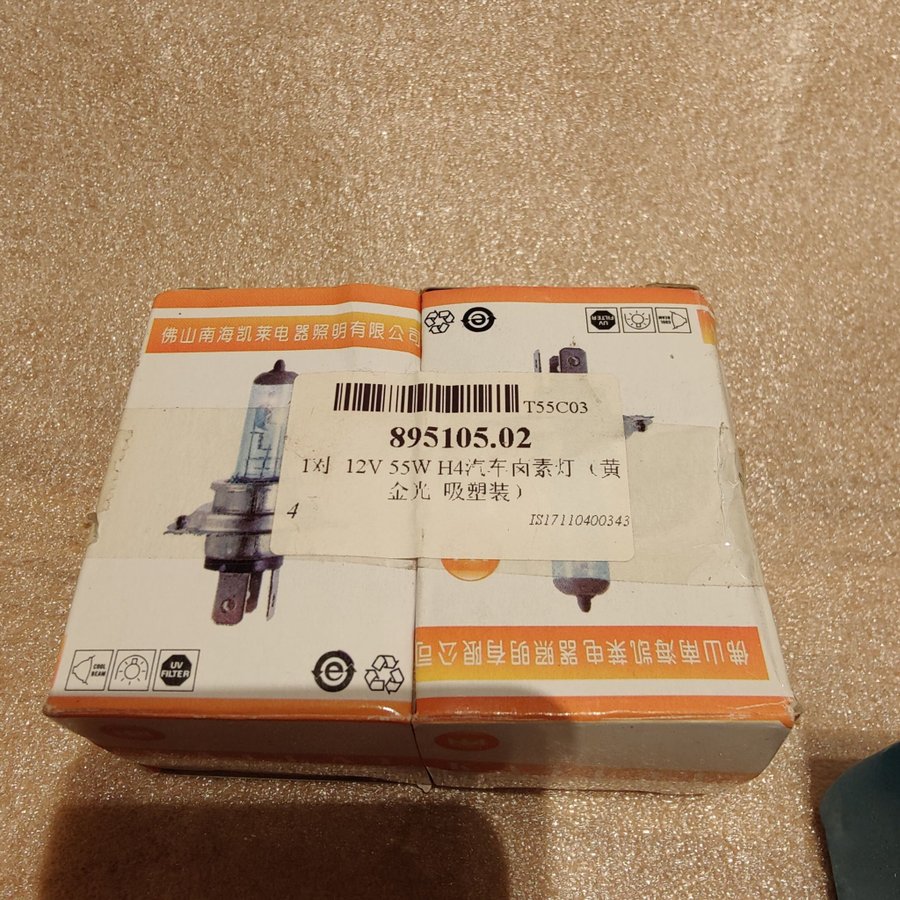 佛山南海凯莱电器照明有限公司
UV FILTER
COOL BEAM
T55C03
895105.02
1对 12V 55W H4汽车卤素灯（黄
金光 吸塑装）
4
IS17110400343
COOL BEAM
UV FILTER
佛山南海凯莱电器照明有限公司